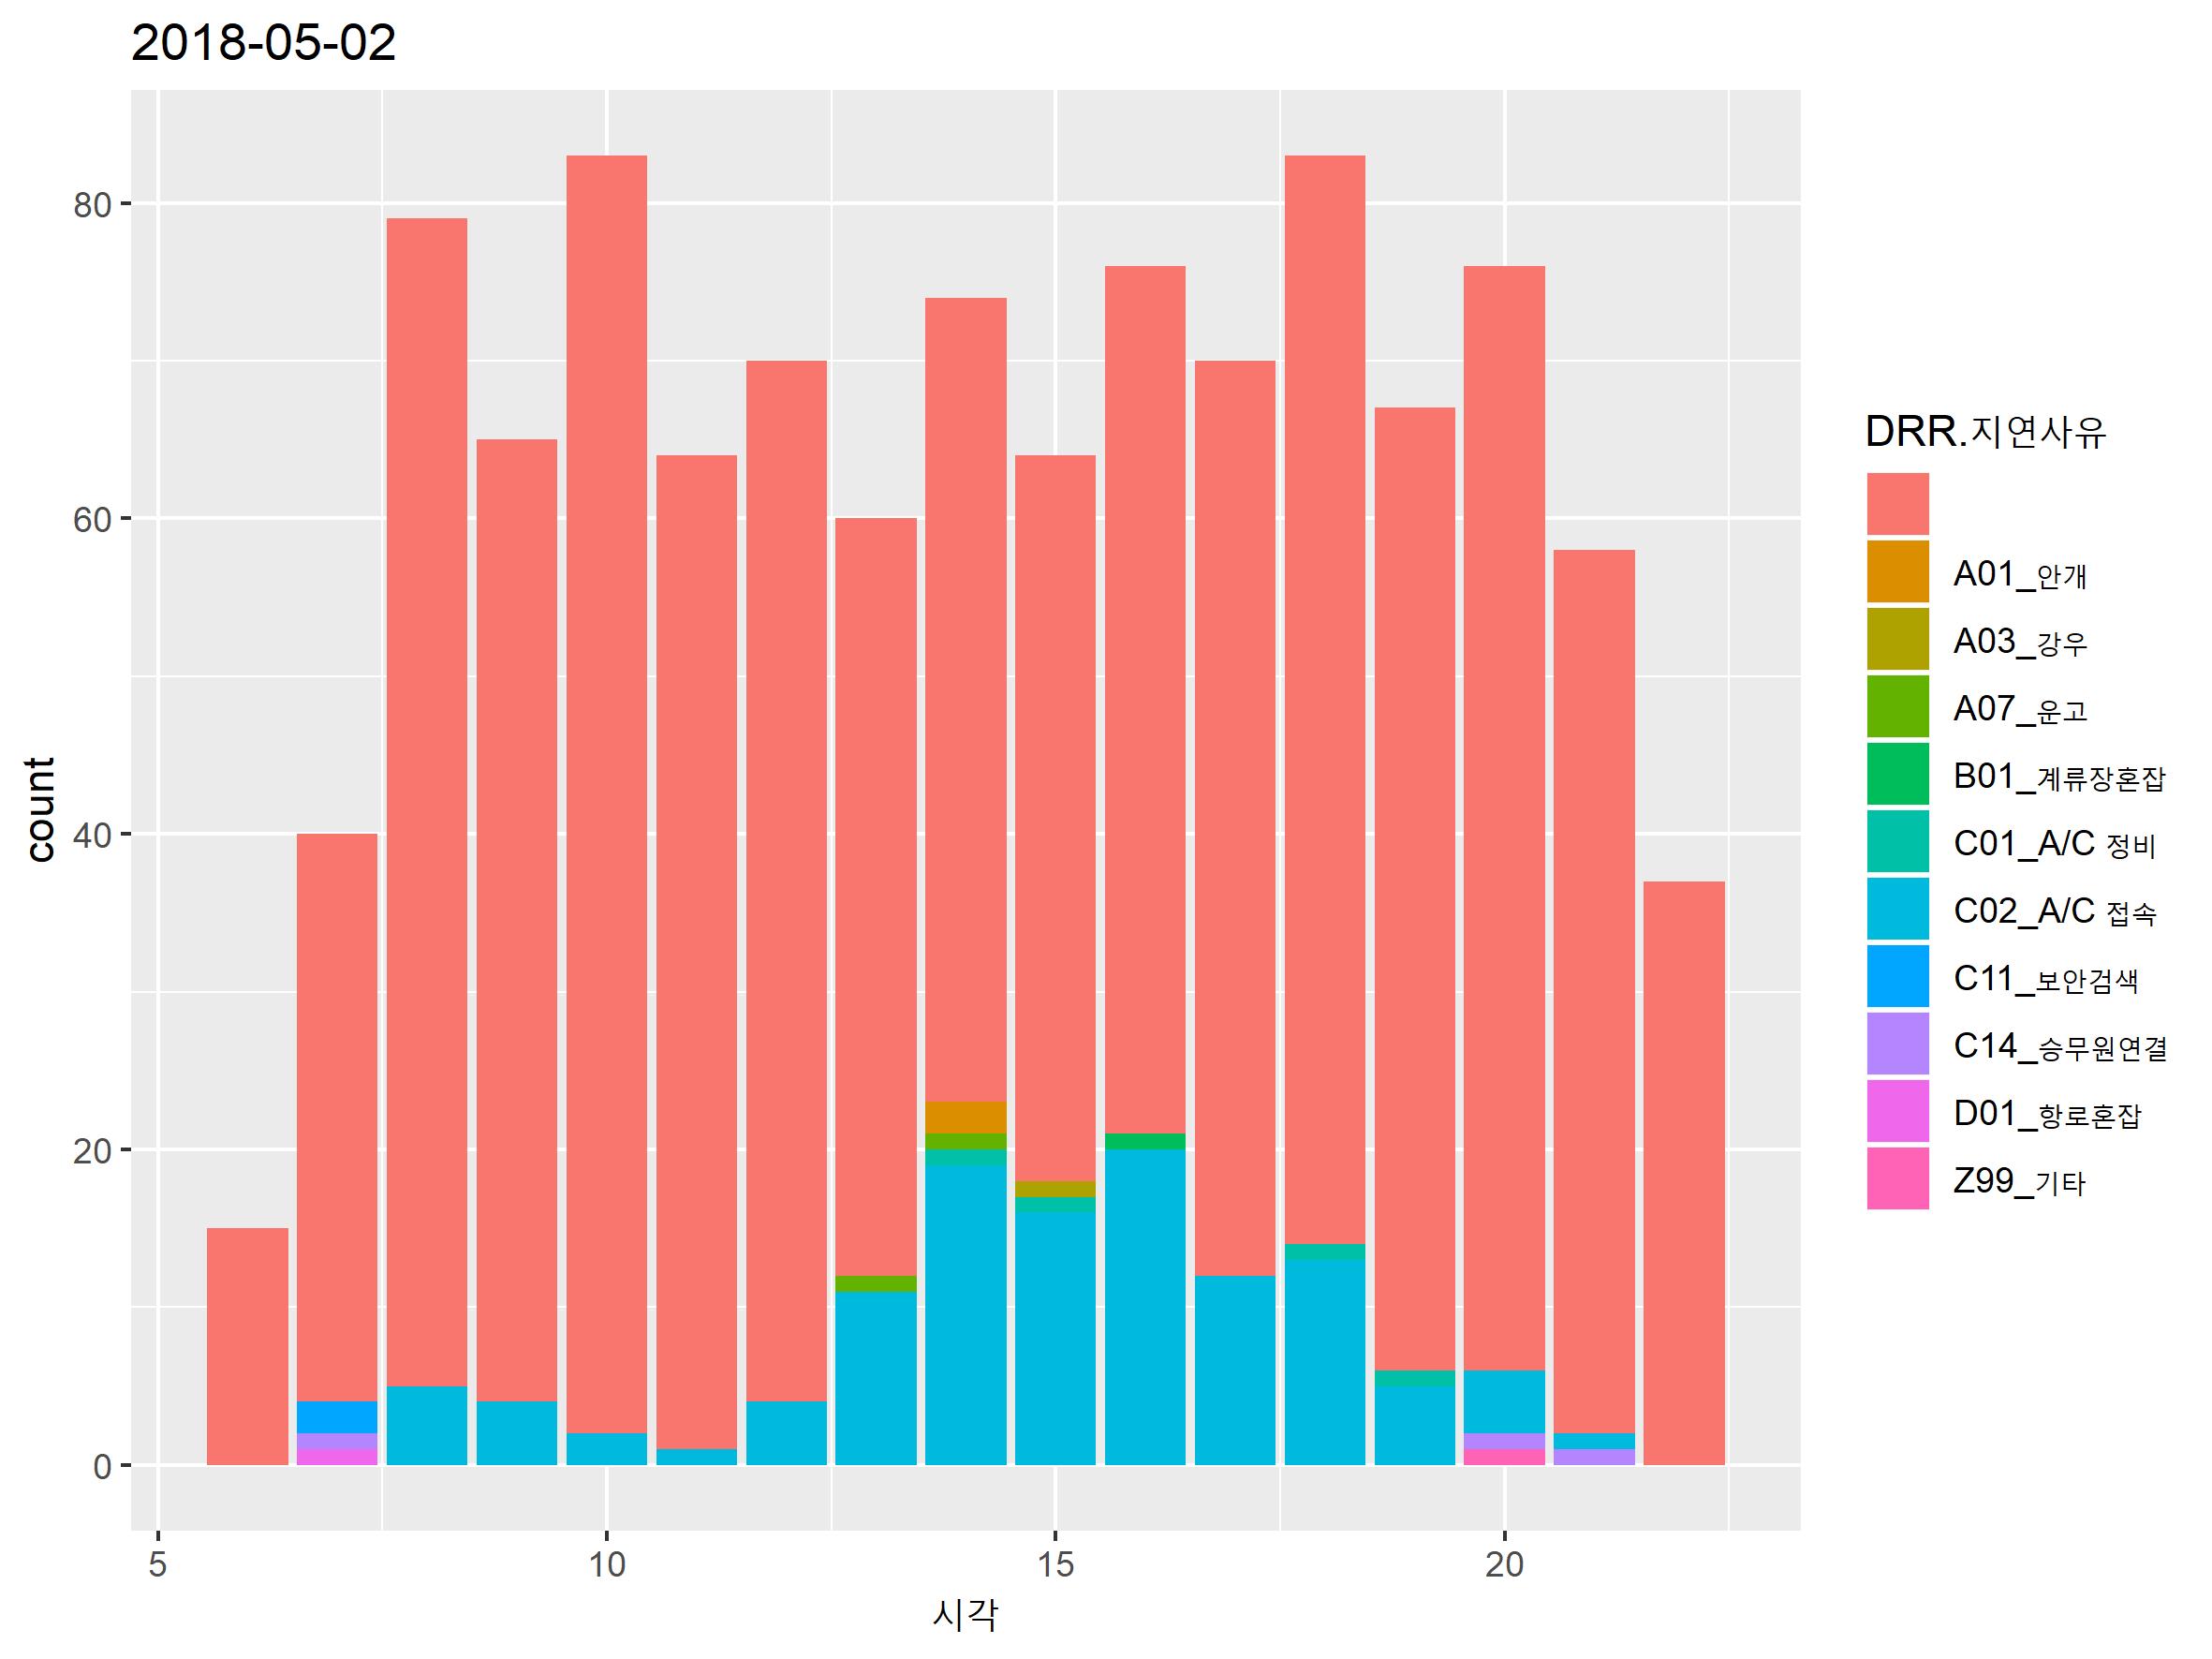 2018-05-02
count
80
60
40
20
0
5 10 15 20
시각
DRR.지연사유
A01_안개
A03_강우
A07_운고
B01_계류장혼잡
C01_A/C 정비
C02_A/C 접속
C11_보안검색
C14_승무원연결
D01_항로혼잡
Z99_기타